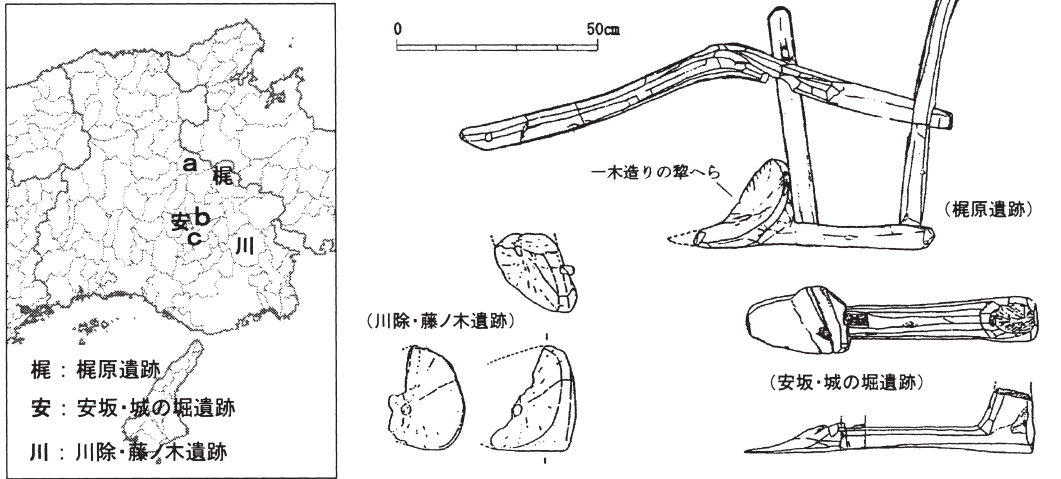 a
梶
安
b
c
川
梶 : 梶原遺跡
安 : 安坂・城の堀遺跡
川 : 川除・藤ノ木遺跡
0 50cm
一木造りの犂へら
(梶原遺跡)
(川除・藤ノ木遺跡)
(安坂・城の堀遺跡)